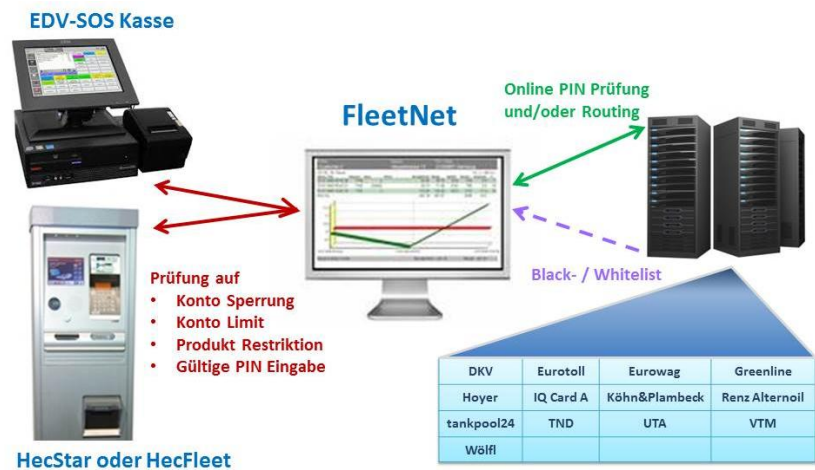 EDV-SOS Kasse
FleetNet
Online PIN Prüfung
und/oder Routing
Black- / Whitelist
Prüfung auf
• Konto Sperrung
• Konto Limit
• Produkt Restriktion
• Gültige PIN Eingabe
HecStar oder HecFleet
DKV Eurotoll Eurowag Greenline
Hoyer IQ Card A Köhn&Plambeck Renz Alternoil
tankpool24 TND UTA VTM
Wölfl